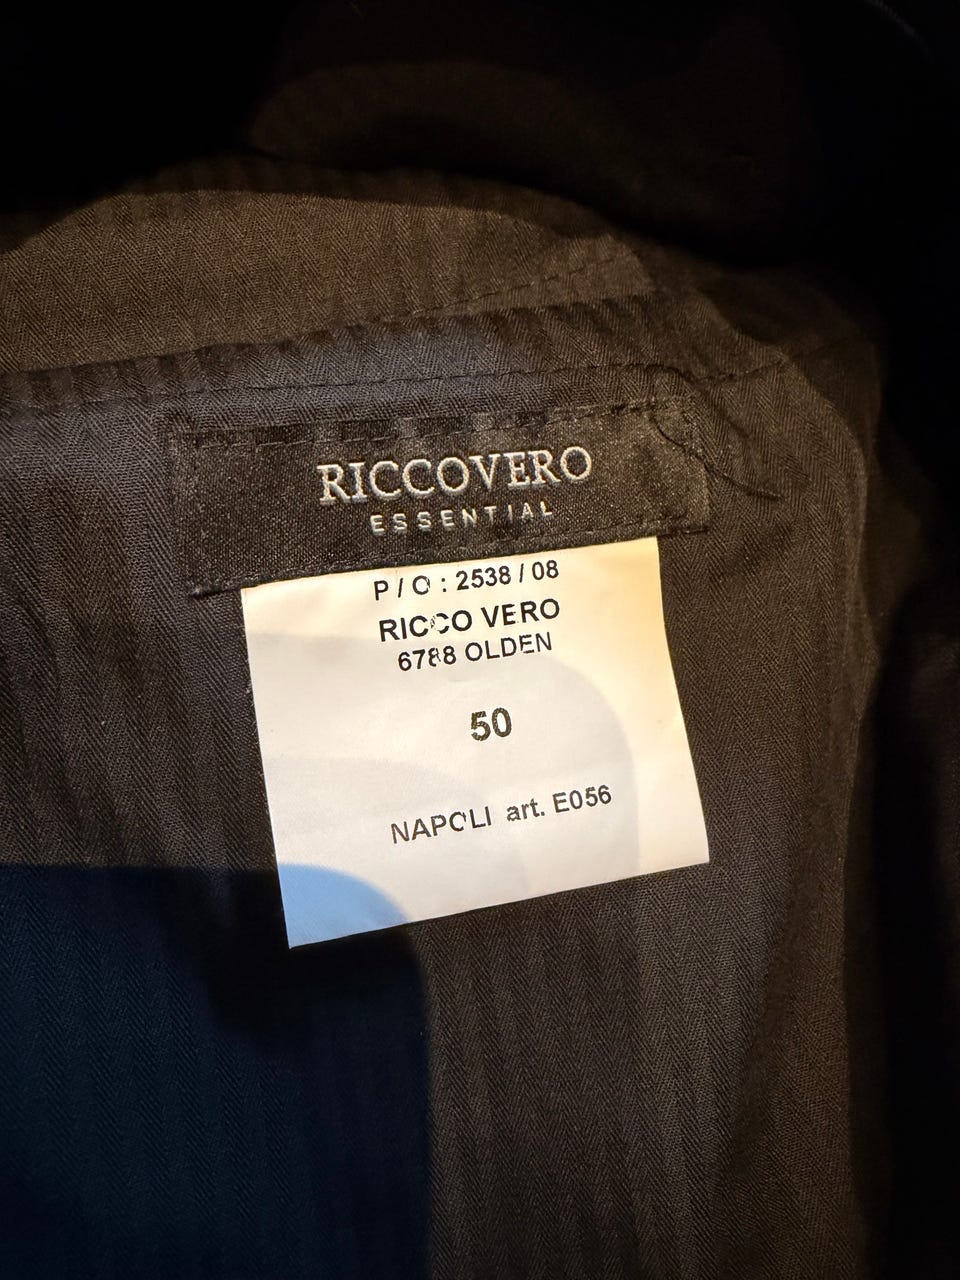 RICCOVERO
ESSENTIAL
P / O : 2538 / 08
RICCO VERO
6788 OLDEN
50
NAPOLI art. E056